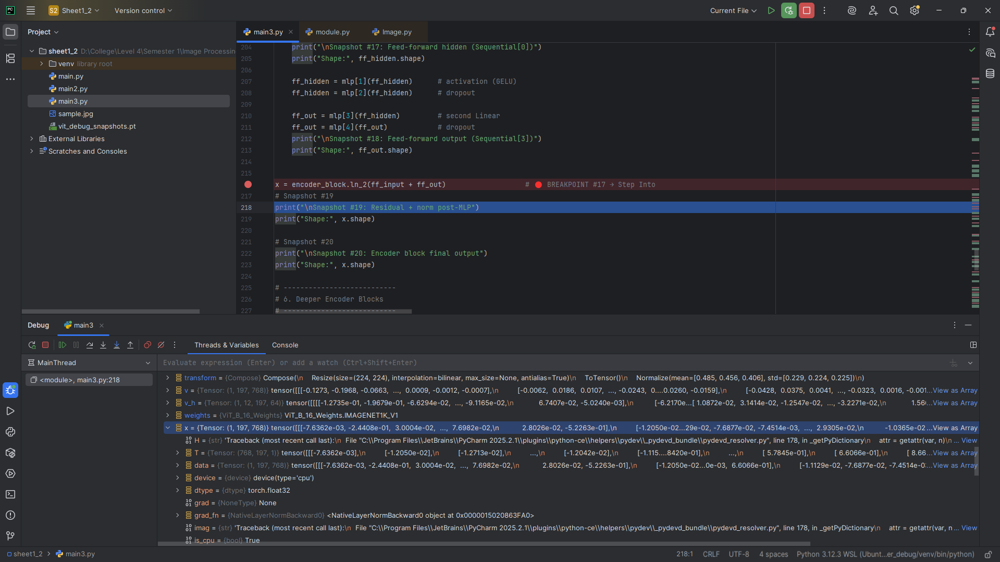 PC S2 Sheet1_2 Version control Current File
Project
sheet1_2 D:\College\Level 4\Semester 1\Image Processin
venv library root
main.py
main2.py
main3.py
sample.jpg
vit_debug_snapshots.pt
External Libraries
Scratches and Consoles
main3.py module.py Image.py
204 print("\nSnapshot #17: Feed-forward hidden (Sequential[0])")
205 print("Shape:", ff_hidden.shape)
206
207 ff_hidden = mlp[1](ff_hidden) # activation (GELU)
208 ff_hidden = mlp[2](ff_hidden) # dropout
209
210 ff_out = mlp[3](ff_hidden) # second Linear
211 ff_out = mlp[4](ff_out) # dropout
212 print("\nSnapshot #18: Feed-forward output (Sequential[3])")
213 print("Shape:", ff_out.shape)
214
215
x = encoder_block.ln_2(ff_input + ff_out) # 🔴 BREAKPOINT #17 → Step Into
217 # Snapshot #19
218 print("\nSnapshot #19: Residual + norm post-MLP")
219 print("Shape:", x.shape)
220
221 # Snapshot #20
222 print("\nSnapshot #20: Encoder block final output")
223 print("Shape:", x.shape)
224
225 # ---------------------------
226 # 6. Deeper Encoder Blocks
227 # ---------------------------
Debug main3
Threads & Variables Console
MainThread
<module>, main3.py:218
Evaluate expression (Enter) or add a watch (Ctrl+Shift+Enter)
transform = {Compose} Compose(\n Resize(size=(224, 224), interpolation=bilinear, max_size=None, antialias=True)\n ToTensor()\n Normalize(mean=[0.485, 0.456, 0.406], std=[0.229, 0.224, 0.225])\n)
v = {Tensor: (1, 197, 768)} tensor([[[-0.1273, -0.1968, -0.0663, ..., 0.0009, -0.0012, -0.0007],\n [-0.0062, 0.0186, 0.0107, ..., -0.0243, 0....0.0260, -0.0159],\n [-0.0428, 0.0375, 0.0041, ..., -0.0323, 0.0016, -0.001...View as Array
v_h = {Tensor: (1, 12, 197, 64)} tensor([[[[-1.2735e-01, -1.9679e-01, -6.6294e-02, ..., -9.1165e-02,\n 6.7407e-02, -5.0240e-03],\n [-6.2170e...[ 1.0872e-02, 3.1414e-02, -1.2547e-02, ..., -3.2271e-02,\n 1.56...View as Array
weights = {ViT_B_16_Weights} ViT_B_16_Weights.IMAGENET1K_V1
x = {Tensor: (1, 197, 768)} tensor([[[-7.6362e-03, -2.4408e-01, 3.0004e-02, ..., 7.6982e-02,\n 2.8026e-02, -5.2263e-01],\n [-1.2050e-02...29e-02, -7.6877e-02, -7.4514e-03, ..., 2.9305e-02,\n -1.0365e-02...View as Array
H = {str} 'Traceback (most recent call last):\n File "C:\\Program Files\\JetBrains\\PyCharm 2025.2.1\\plugins\\python-ce\\helpers\\pydev\\_pydevd_bundle\\pydevd_resolver.py", line 178, in _getPyDictionary\n attr = getattr(var, n)\n ... View
T = {Tensor: (768, 197, 1)} tensor([[[-7.6362e-03],\n [-1.2050e-02],\n [-1.2713e-02],\n ...,\n [-1.2042e-02],\n [-1.115....8420e-01],\n ...,\n [ 5.7845e-01],\n [ 6.6066e-01],\n [ 8.66...View as Array
data = {Tensor: (1, 197, 768)} tensor([[[-7.6362e-03, -2.4408e-01, 3.0004e-02, ..., 7.6982e-02,\n 2.8026e-02, -5.2263e-01],\n [-1.2050e-02...0e-03, 6.6066e-01],\n [-1.1129e-02, -7.6877e-02, -7.4514e-03...View as Array
device = {device} device(type='cpu')
dtype = {dtype} torch.float32
grad = {NoneType} None
grad_fn = {NativeLayerNormBackward0} <NativeLayerNormBackward0 object at 0x0000015020863FA0>
imag = {str} 'Traceback (most recent call last):\n File "C:\\Program Files\\JetBrains\\PyCharm 2025.2.1\\plugins\\python-ce\\helpers\\pydev\\_pydevd_bundle\\pydevd_resolver.py", line 178, in _getPyDictionary\n attr = getattr(var, n ... View
is_cpu = {bool} True
sheet1_2 main3.py 218:1 CRLF UTF-8 4 spaces Python 3.12.3 WSL (Ubunt...er_debug/venv/bin/python)